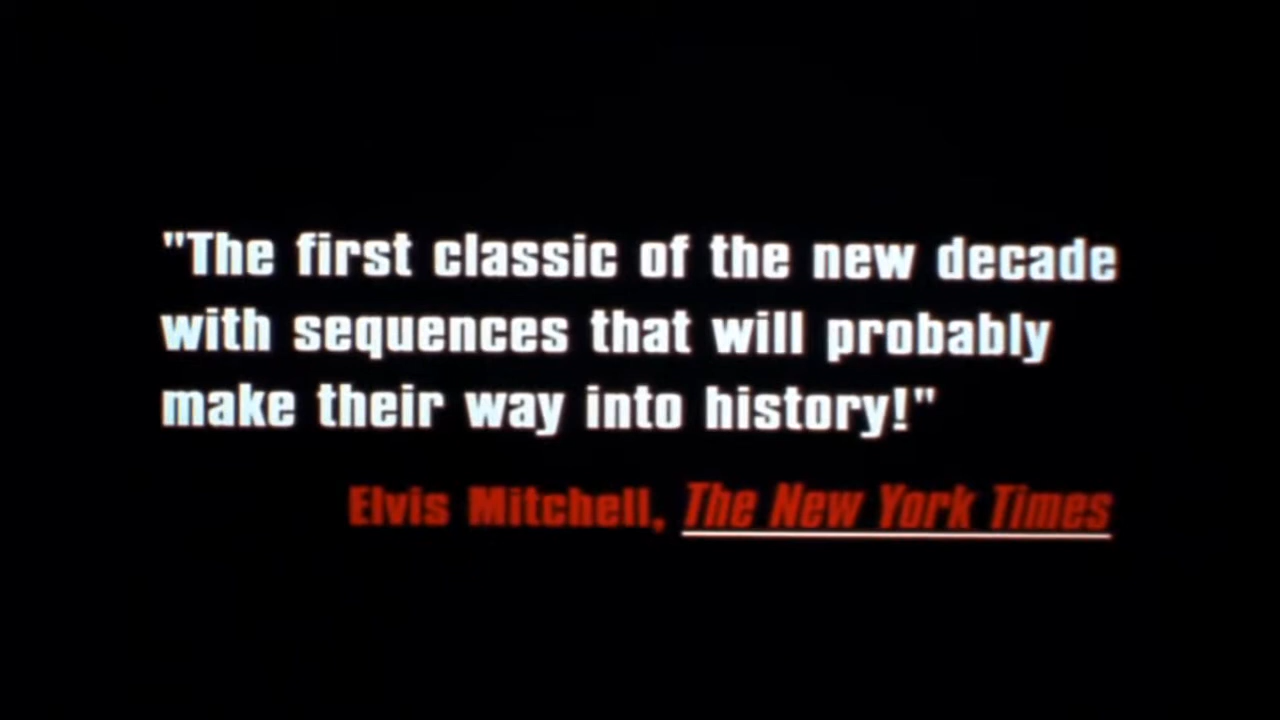 "The first classic of the new decade
with sequences that will probably
make their way into history!"
Elvis Mitchell, The New York Times